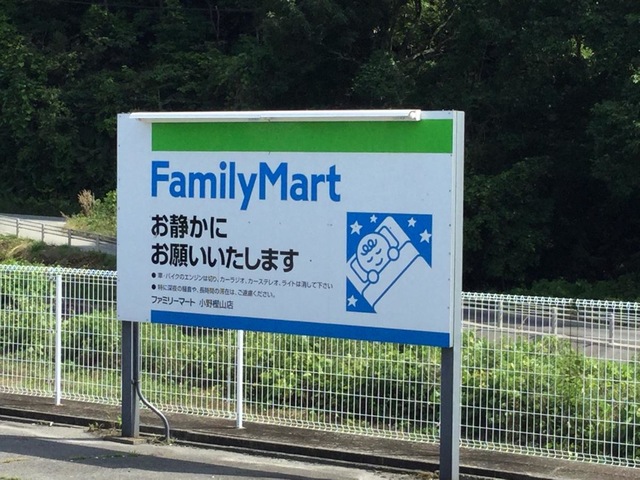 FamilyMart
お静かに
お願いいたします
●車・バイクのエンジンは切り、カーラジオ、カーステレオ、ライトは消して下さい
●特に深夜の騒音や、長時間の滞在は、ご遠慮ください。
ファミリーマート 小野樫山店